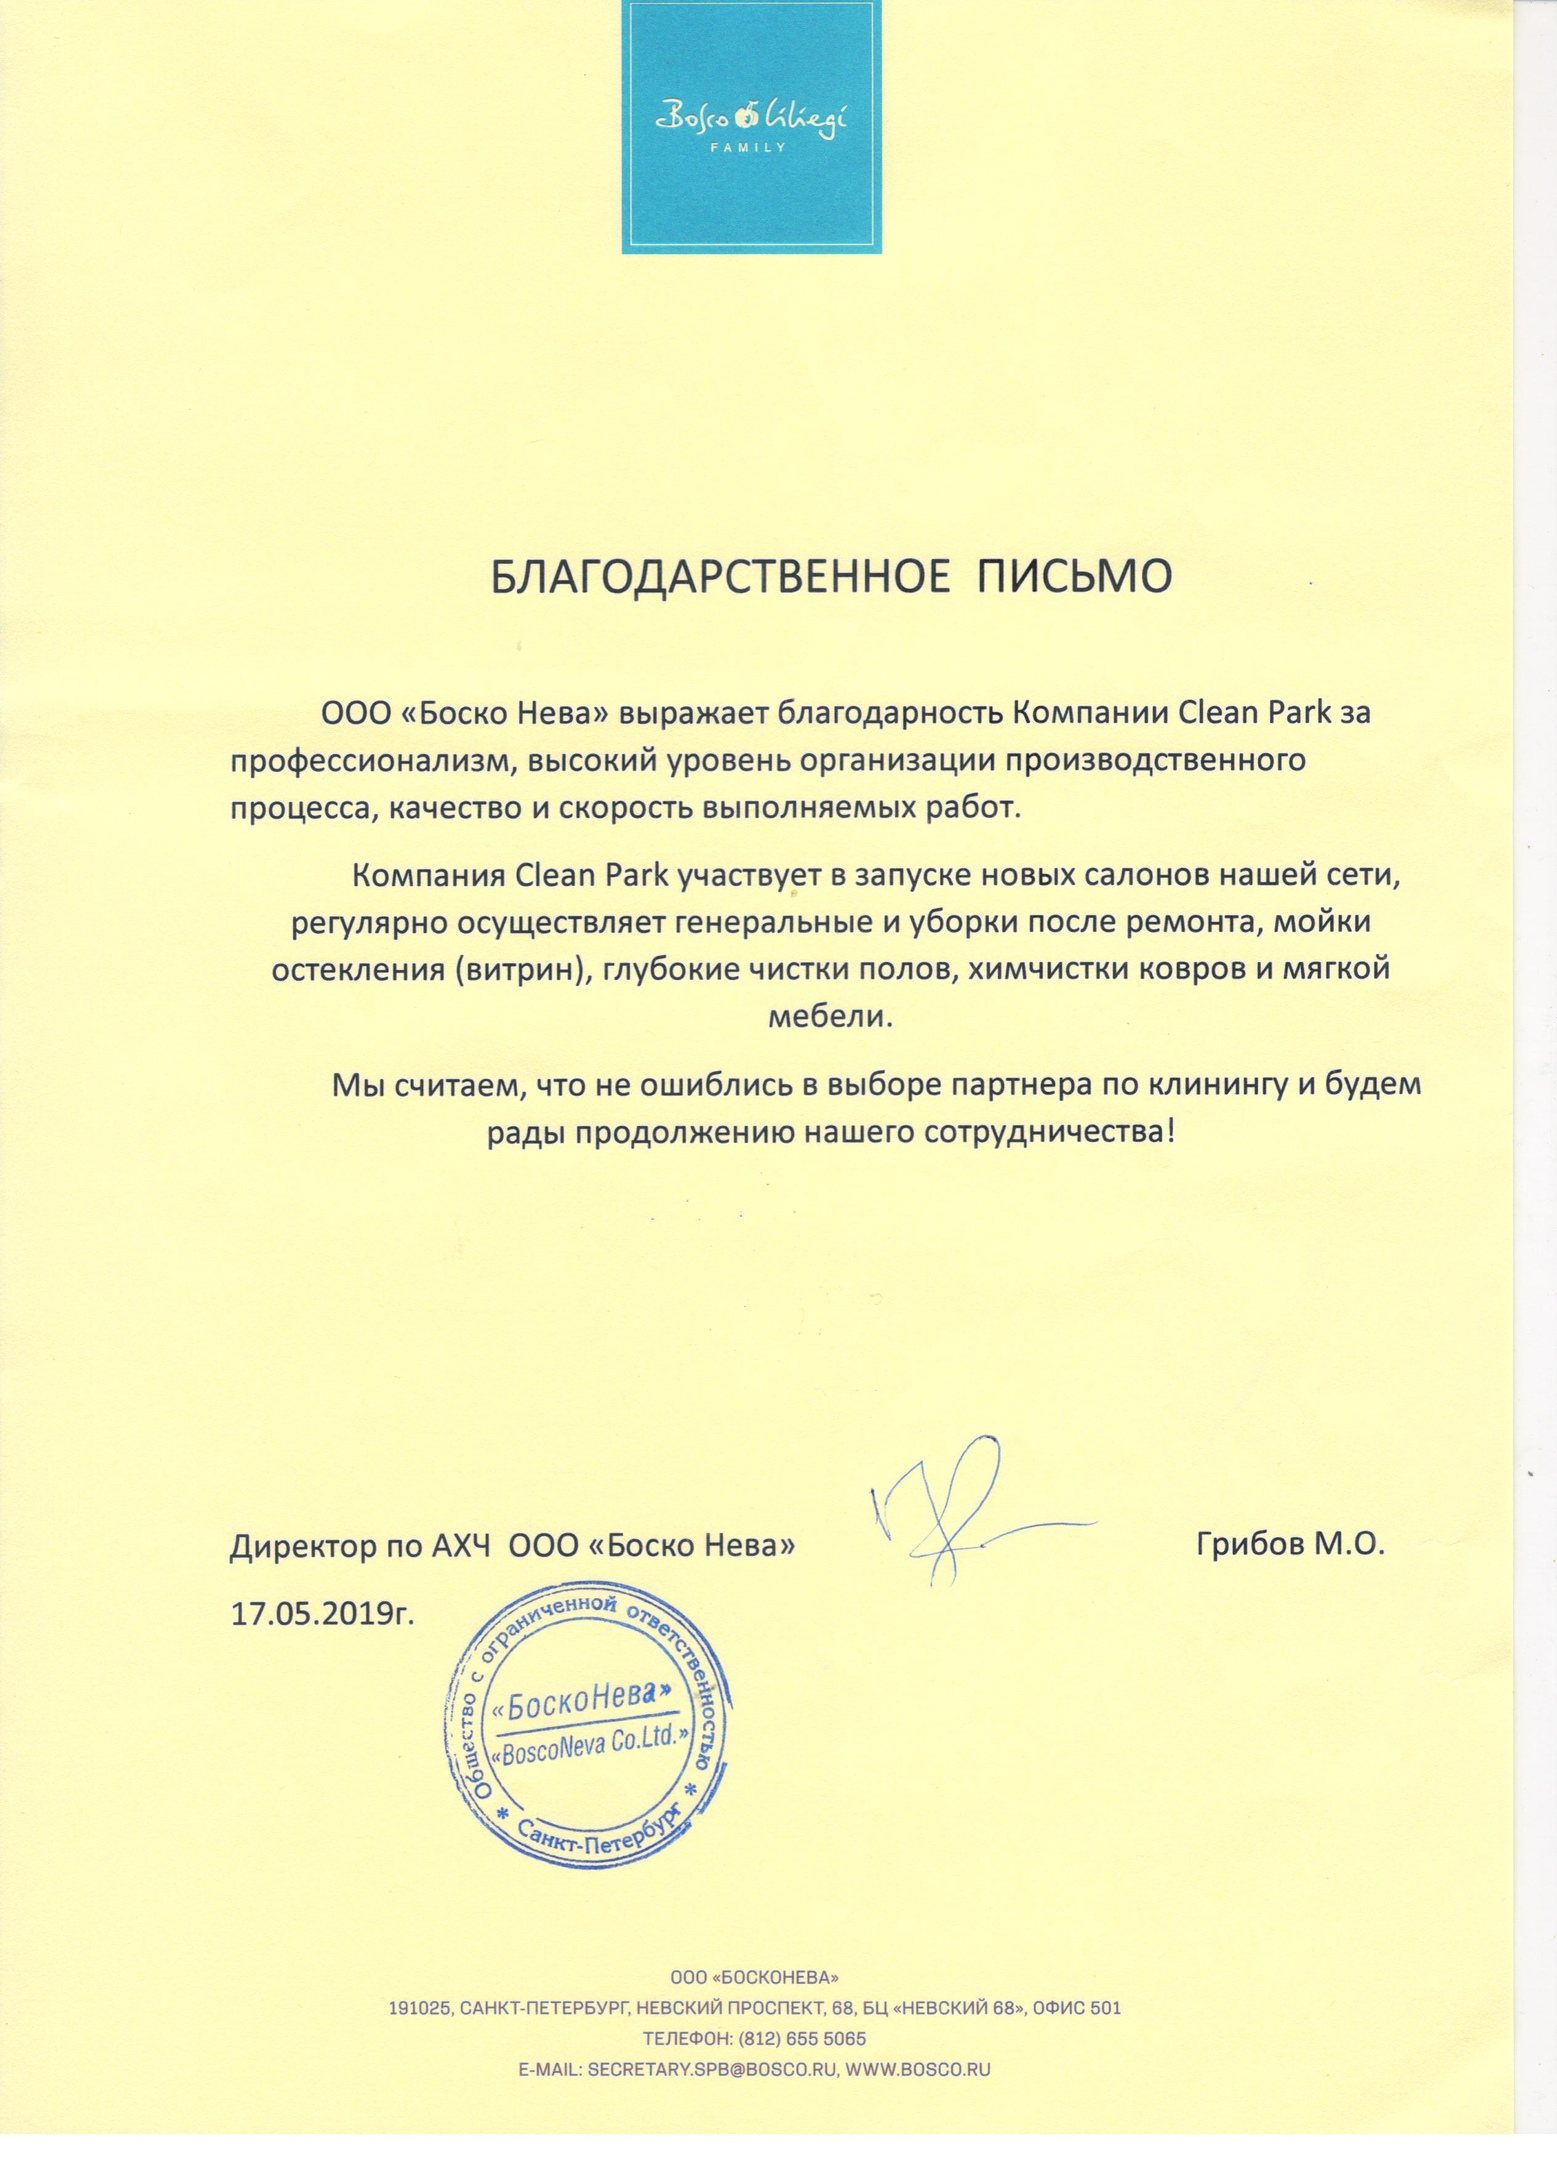 Bosco Ciliegi
FAMILY
БЛАГОДАРСТВЕННОЕ ПИСЬМО
ООО «Боско Нева» выражает благодарность Компании Clean Park за
профессионализм, высокий уровень организации производственного
процесса, качество и скорость выполняемых работ.
Компания Clean Park участвует в запуске новых салонов нашей сети,
регулярно осуществляет генеральные и уборки после ремонта, мойки
остекления (витрин), глубокие чистки полов, химчистки ковров и мягкой
мебели.
Мы считаем, что не ошиблись в выборе партнера по клинингу и будем
рады продолжению нашего сотрудничества!
Директор по АХЧ ООО «Боско Нева» Грибов М.О.
17.05.2019г.
Общество с ограниченной ответственностью
«БоскоНева»
«BoscoNeva Co.Ltd.»
* Санкт-Петербург *
ООО «БОСКОНЕВА»
191025, САНКТ-ПЕТЕРБУРГ, НЕВСКИЙ ПРОСПЕКТ, 68, БЦ «НЕВСКИЙ 68», ОФИС 501
ТЕЛЕФОН: (812) 655 5065
E-MAIL: SECRETARY.SPB@BOSCO.RU, WWW.BOSCO.RU